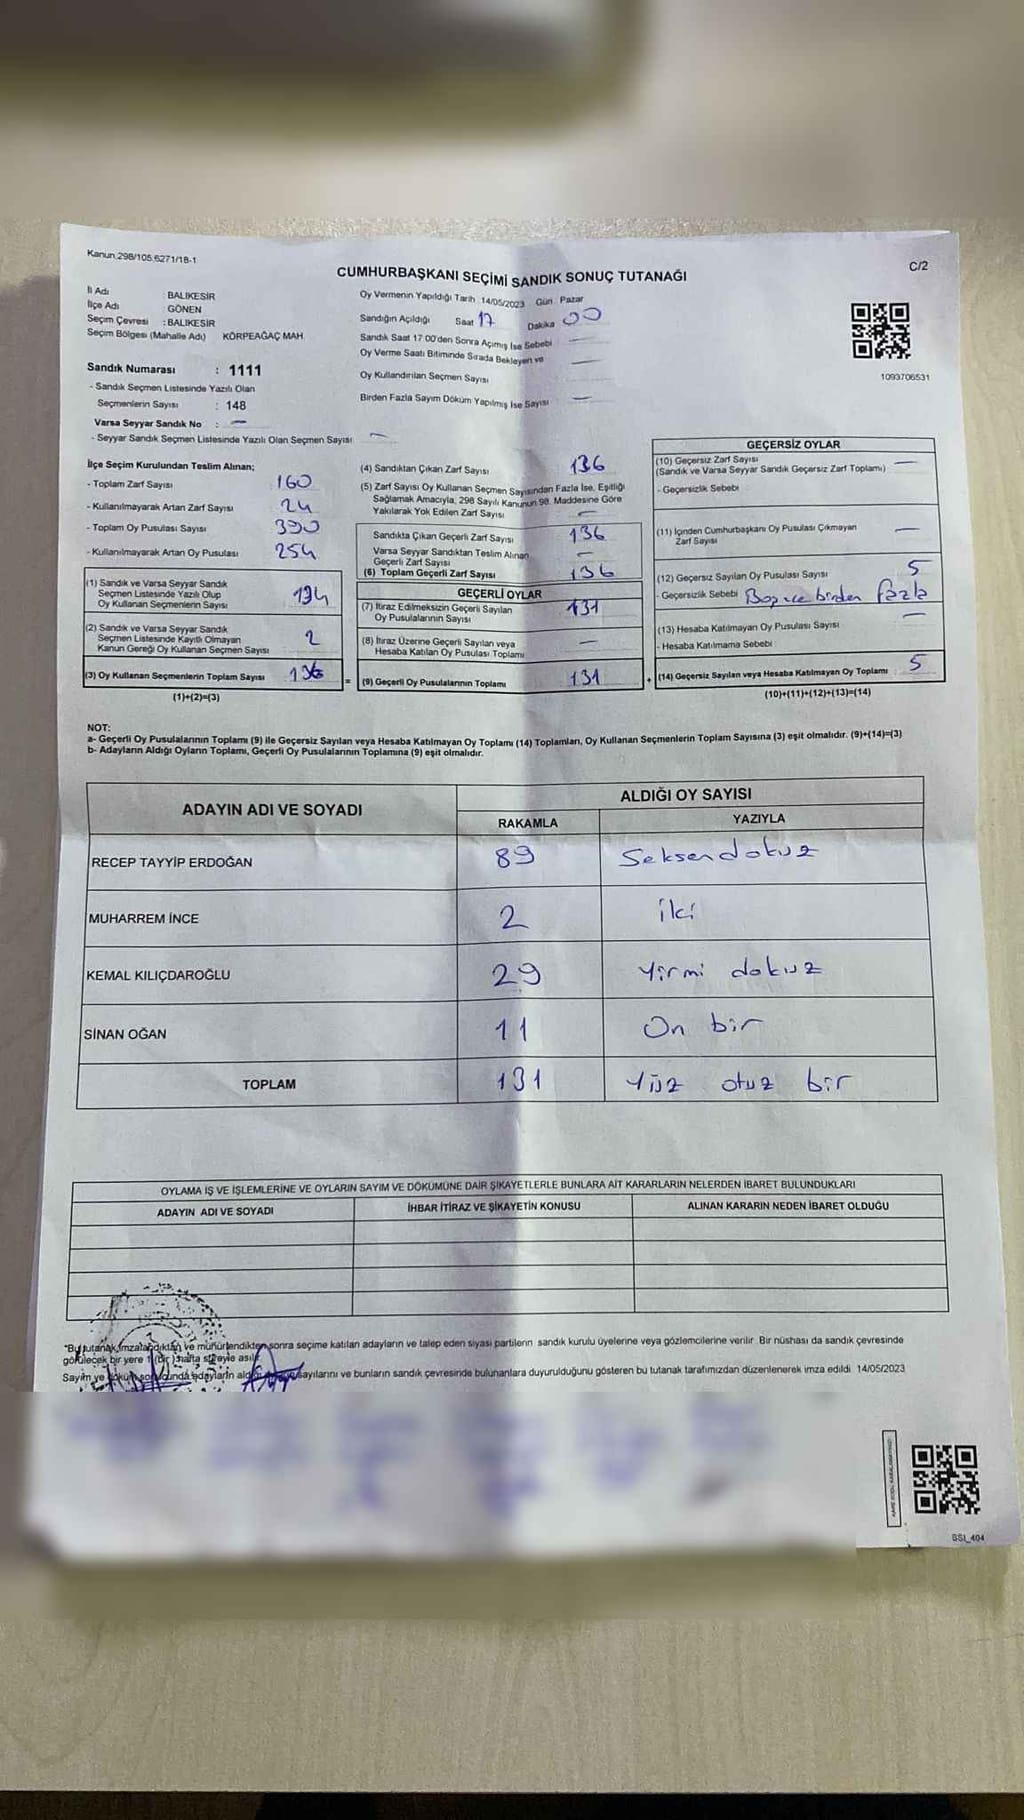 Kanun.298/105,6271/18-1
C/2
CUMHURBAŞKANI SEÇİMİ SANDIK SONUÇ TUTANAĞI
İl Adı : BALIKESİR
İlçe Adı : GÖNEN
Seçim Çevresi : BALIKESİR
Seçim Bölgesi (Mahalle Adı) KÖRPEAĞAÇ MAH.
Oy Vermenin Yapıldığı Tarih 14/05/2023 Gün Pazar
Sandığın Açıldığı Saat 17 Dakika 00
Sandık Saat 17.00'den Sonra Açımış İse Sebebi —
Oy Verme Saatı Bitiminde Sırada Bekleyen ve
Oy Kullandırılan Seçmen Sayısı —
Birden Fazla Sayım Döküm Yapılmış İse Sayısı —
1093706531
Sandık Numarası : 1111
- Sandık Seçmen Listesinde Yazılı Olan
Seçmenlerin Sayısı : 148
Varsa Seyyar Sandık No : —
- Seyyar Sandık Seçmen Listesinde Yazılı Olan Seçmen Sayısı —
İlçe Seçim Kurulundan Teslim Alınan;
- Toplam Zarf Sayısı 160
- Kullanılmayarak Artan Zarf Sayısı 24
- Toplam Oy Pusulası Sayısı 390
- Kullanılmayarak Artan Oy Pusulası 254
(1) Sandık ve Varsa Seyyar Sandık
Seçmen Listesinde Yazılı Olup
Oy Kullanan Seçmenlerin Sayısı 134
(2) Sandık ve Varsa Seyyar Sandık
Seçmen Listesinde Kayıtlı Olmayan
Kanun Gereği Oy Kullanan Seçmen Sayısı 2
(3) Oy Kullanan Seçmenlerin Toplam Sayısı 136
(1)+(2)=(3)
(4) Sandıktan Çıkan Zarf Sayısı 136
(5) Zarf Sayısı Oy Kullanan Seçmen Sayısından Fazla İse, Eşitliği
Sağlamak Amacıyla, 298 Sayılı Kanunun 98. Maddesine Göre
Yakılarak Yok Edilen Zarf Sayısı —
Sandıkta Çıkan Geçerli Zarf Sayısı 136
Varsa Seyyar Sandıktan Teslim Alınan
Geçerli Zarf Sayısı —
(6) Toplam Geçerli Zarf Sayısı 136
GEÇERLİ OYLAR
(7) İtiraz Edilmeksizin Geçerli Sayılan
Oy Pusulalarının Sayısı 131
(8) İtiraz Üzerine Geçerli Sayılan veya
Hesaba Katılan Oy Pusulası Toplamı —
= (9) Geçerli Oy Pusulalarının Toplamı 131
GEÇERSİZ OYLAR
(10) Geçersiz Zarf Sayısı
(Sandık ve Varsa Seyyar Sandık Geçersiz Zarf Toplamı) —
- Geçersizlik Sebebi
(11) İçinden Cumhurbaşkanı Oy Pusulası Çıkmayan
Zarf Sayısı —
(12) Geçersiz Sayılan Oy Pusulası Sayısı 5
- Geçersizlik Sebebi birden fazla
(13) Hesaba Katılmayan Oy Pusulası Sayısı —
- Hesaba Katılmama Sebebi
+ (14) Geçersiz Sayılan veya Hesaba Katılmayan Oy Toplamı 5
(10)+(11)+(12)+(13)=(14)
NOT:
a- Geçerli Oy Pusulalarının Toplamı (9) ile Geçersiz Sayılan veya Hesaba Katılmayan Oy Toplamı (14) Toplamları, Oy Kullanan Seçmenlerin Toplam Sayısına (3) eşit olmalıdır. (9)+(14)=(3)
b- Adayların Aldığı Oyların Toplamı, Geçerli Oy Pusulalarının Toplamına (9) eşit olmalıdır.
ADAYIN ADI VE SOYADI
ALDIĞI OY SAYISI
RAKAMLA YAZIYLA
RECEP TAYYİP ERDOĞAN 89 Seksendokuz
MUHARREM İNCE 2 iki
KEMAL KILIÇDAROĞLU 29 Yirmi dokuz
SİNAN OĞAN 11 On bir
TOPLAM 131 Yüz otuz bir
OYLAMA İŞ VE İŞLEMLERİNE VE OYLARIN SAYIM VE DÖKÜMÜNE DAİR ŞİKAYETLERLE BUNLARA AİT KARARLARIN NELERDEN İBARET BULUNDUKLARI
ADAYIN ADI VE SOYADI İHBAR İTİRAZ VE ŞİKAYETİN KONUSU ALINAN KARARIN NEDEN İBARET OLDUĞU
"Bu tutanak imzalandıktan ve mühürlendikten sonra seçime katılan adayların ve talep eden siyasi partilerin sandık kurulu üyelerine veya gözlemcilerine verilir. Bir nüshası da sandık çevresinde
görülecek bir yere 1 (bir) hafta süreyle asılır.
Sayım ve döküm sonucunda adayların sayılarını ve bunların sandık çevresinde bulunanlara duyurulduğunu gösteren bu tutanak tarafımızdan düzenlenerek imza edildi. 14/05/2023
SSI_404